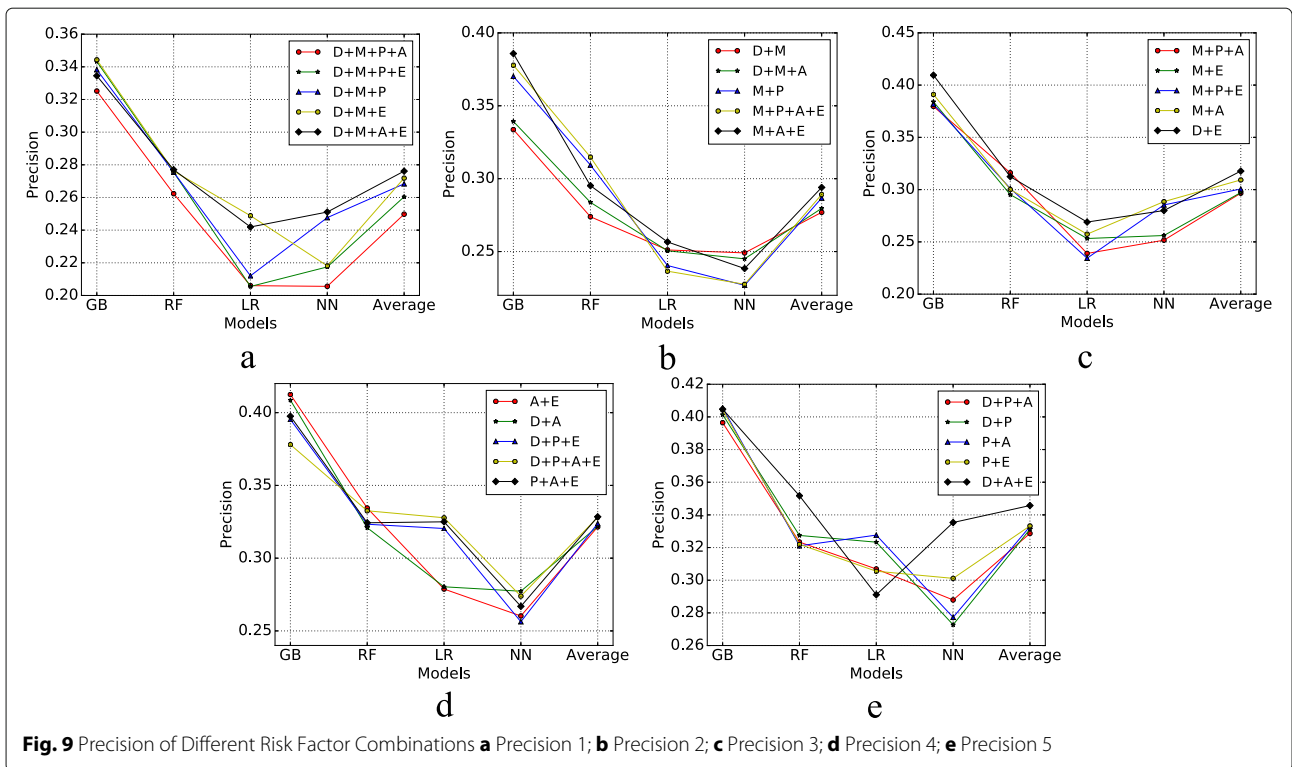 0.36
0.34
0.32
0.30
0.28
0.26
0.24
0.22
0.20
Precision
GB RF LR NN Average
Models
D+M+P+A
D+M+P+E
D+M+P
D+M+E
D+M+A+E
a
0.40
0.35
0.30
0.25
Precision
GB RF LR NN Average
Models
D+M
D+M+A
M+P
M+P+A+E
M+A+E
b
0.45
0.40
0.35
0.30
0.25
0.20
Precision
GB RF LR NN Average
Models
M+P+A
M+E
M+P+E
M+A
D+E
c
0.40
0.35
0.30
0.25
Precision
GB RF LR NN Average
Models
A+E
D+A
D+P+E
D+P+A+E
P+A+E
d
0.42
0.40
0.38
0.36
0.34
0.32
0.30
0.28
0.26
Precision
GB RF LR NN Average
Models
D+P+A
D+P
P+A
P+E
D+A+E
e
Fig. 9 Precision of Different Risk Factor Combinations a Precision 1; b Precision 2; c Precision 3; d Precision 4; e Precision 5